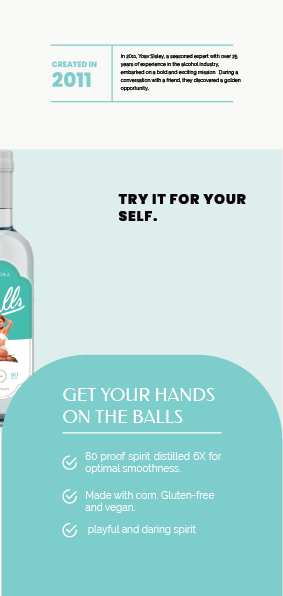 CREATED IN
2011
In 2011, Yoav Sisley, a seasoned expert with over 25
years of experience in the alcohol industry,
embarked on a bold and exciting mission. During a
conversation with a friend, they discovered a golden
opportunity,
TRY IT FOR YOUR
SELF.
lls
80
GET YOUR HANDS
ON THE BALLS
80 proof spirit distilled 6X for
optimal smoothness.
Made with corn. Gluten-free
and vegan.
playful and daring spirit